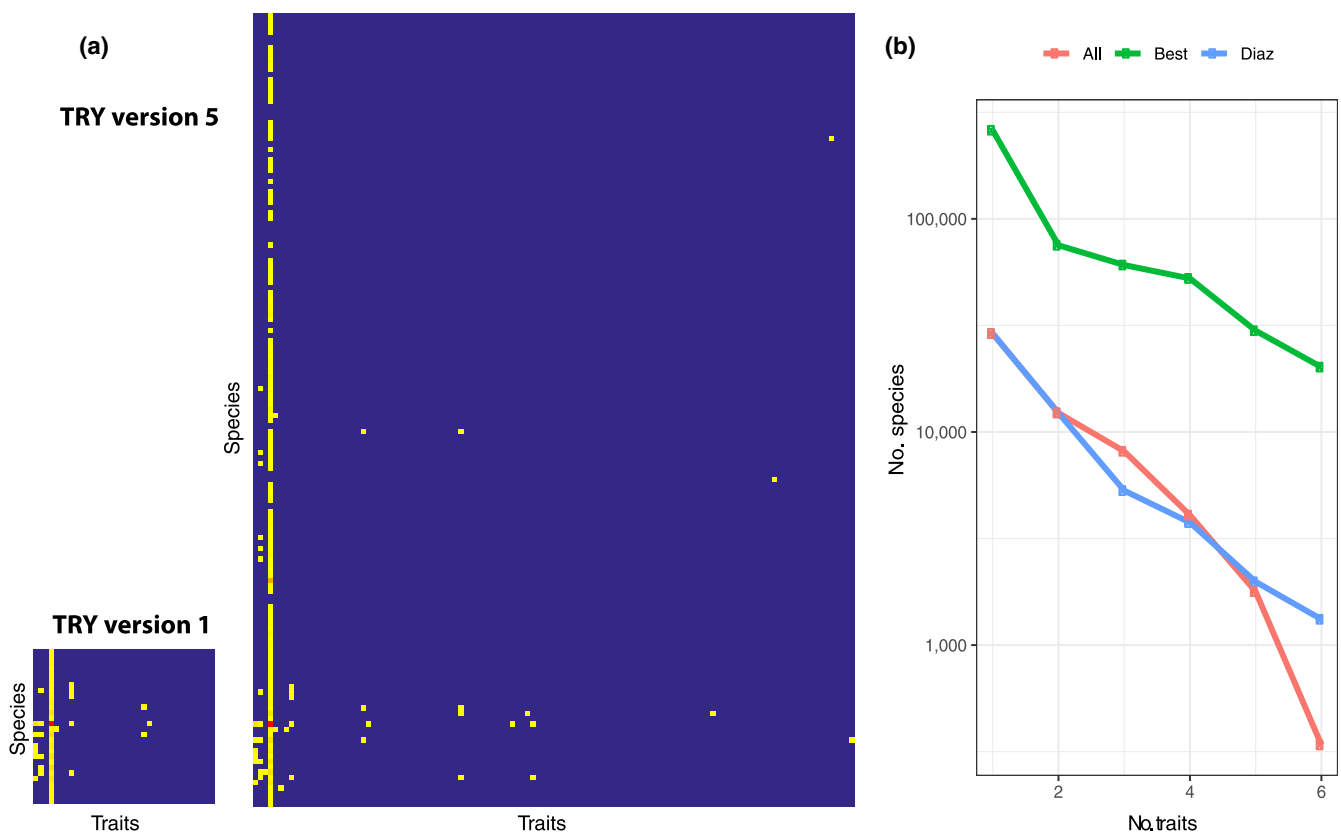 (a)
TRY version 5
Species
TRY version 1
Species
Traits
Traits
(b)
All Best Diaz
100,000
10,000
1,000
No. species
2 4 6
No. traits